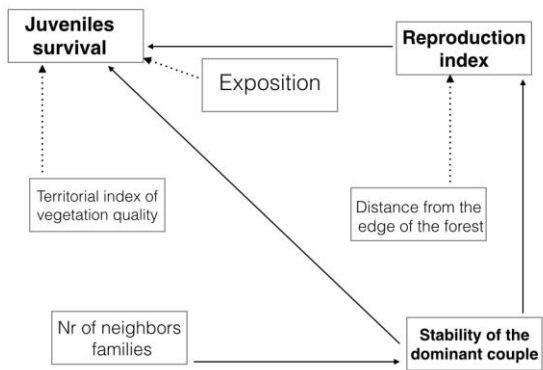 Juveniles
survival
Reproduction
index
Exposition
Territorial index of
vegetation quality
Distance from the
edge of the forest
Nr of neighbors
families
Stability of the
dominant couple